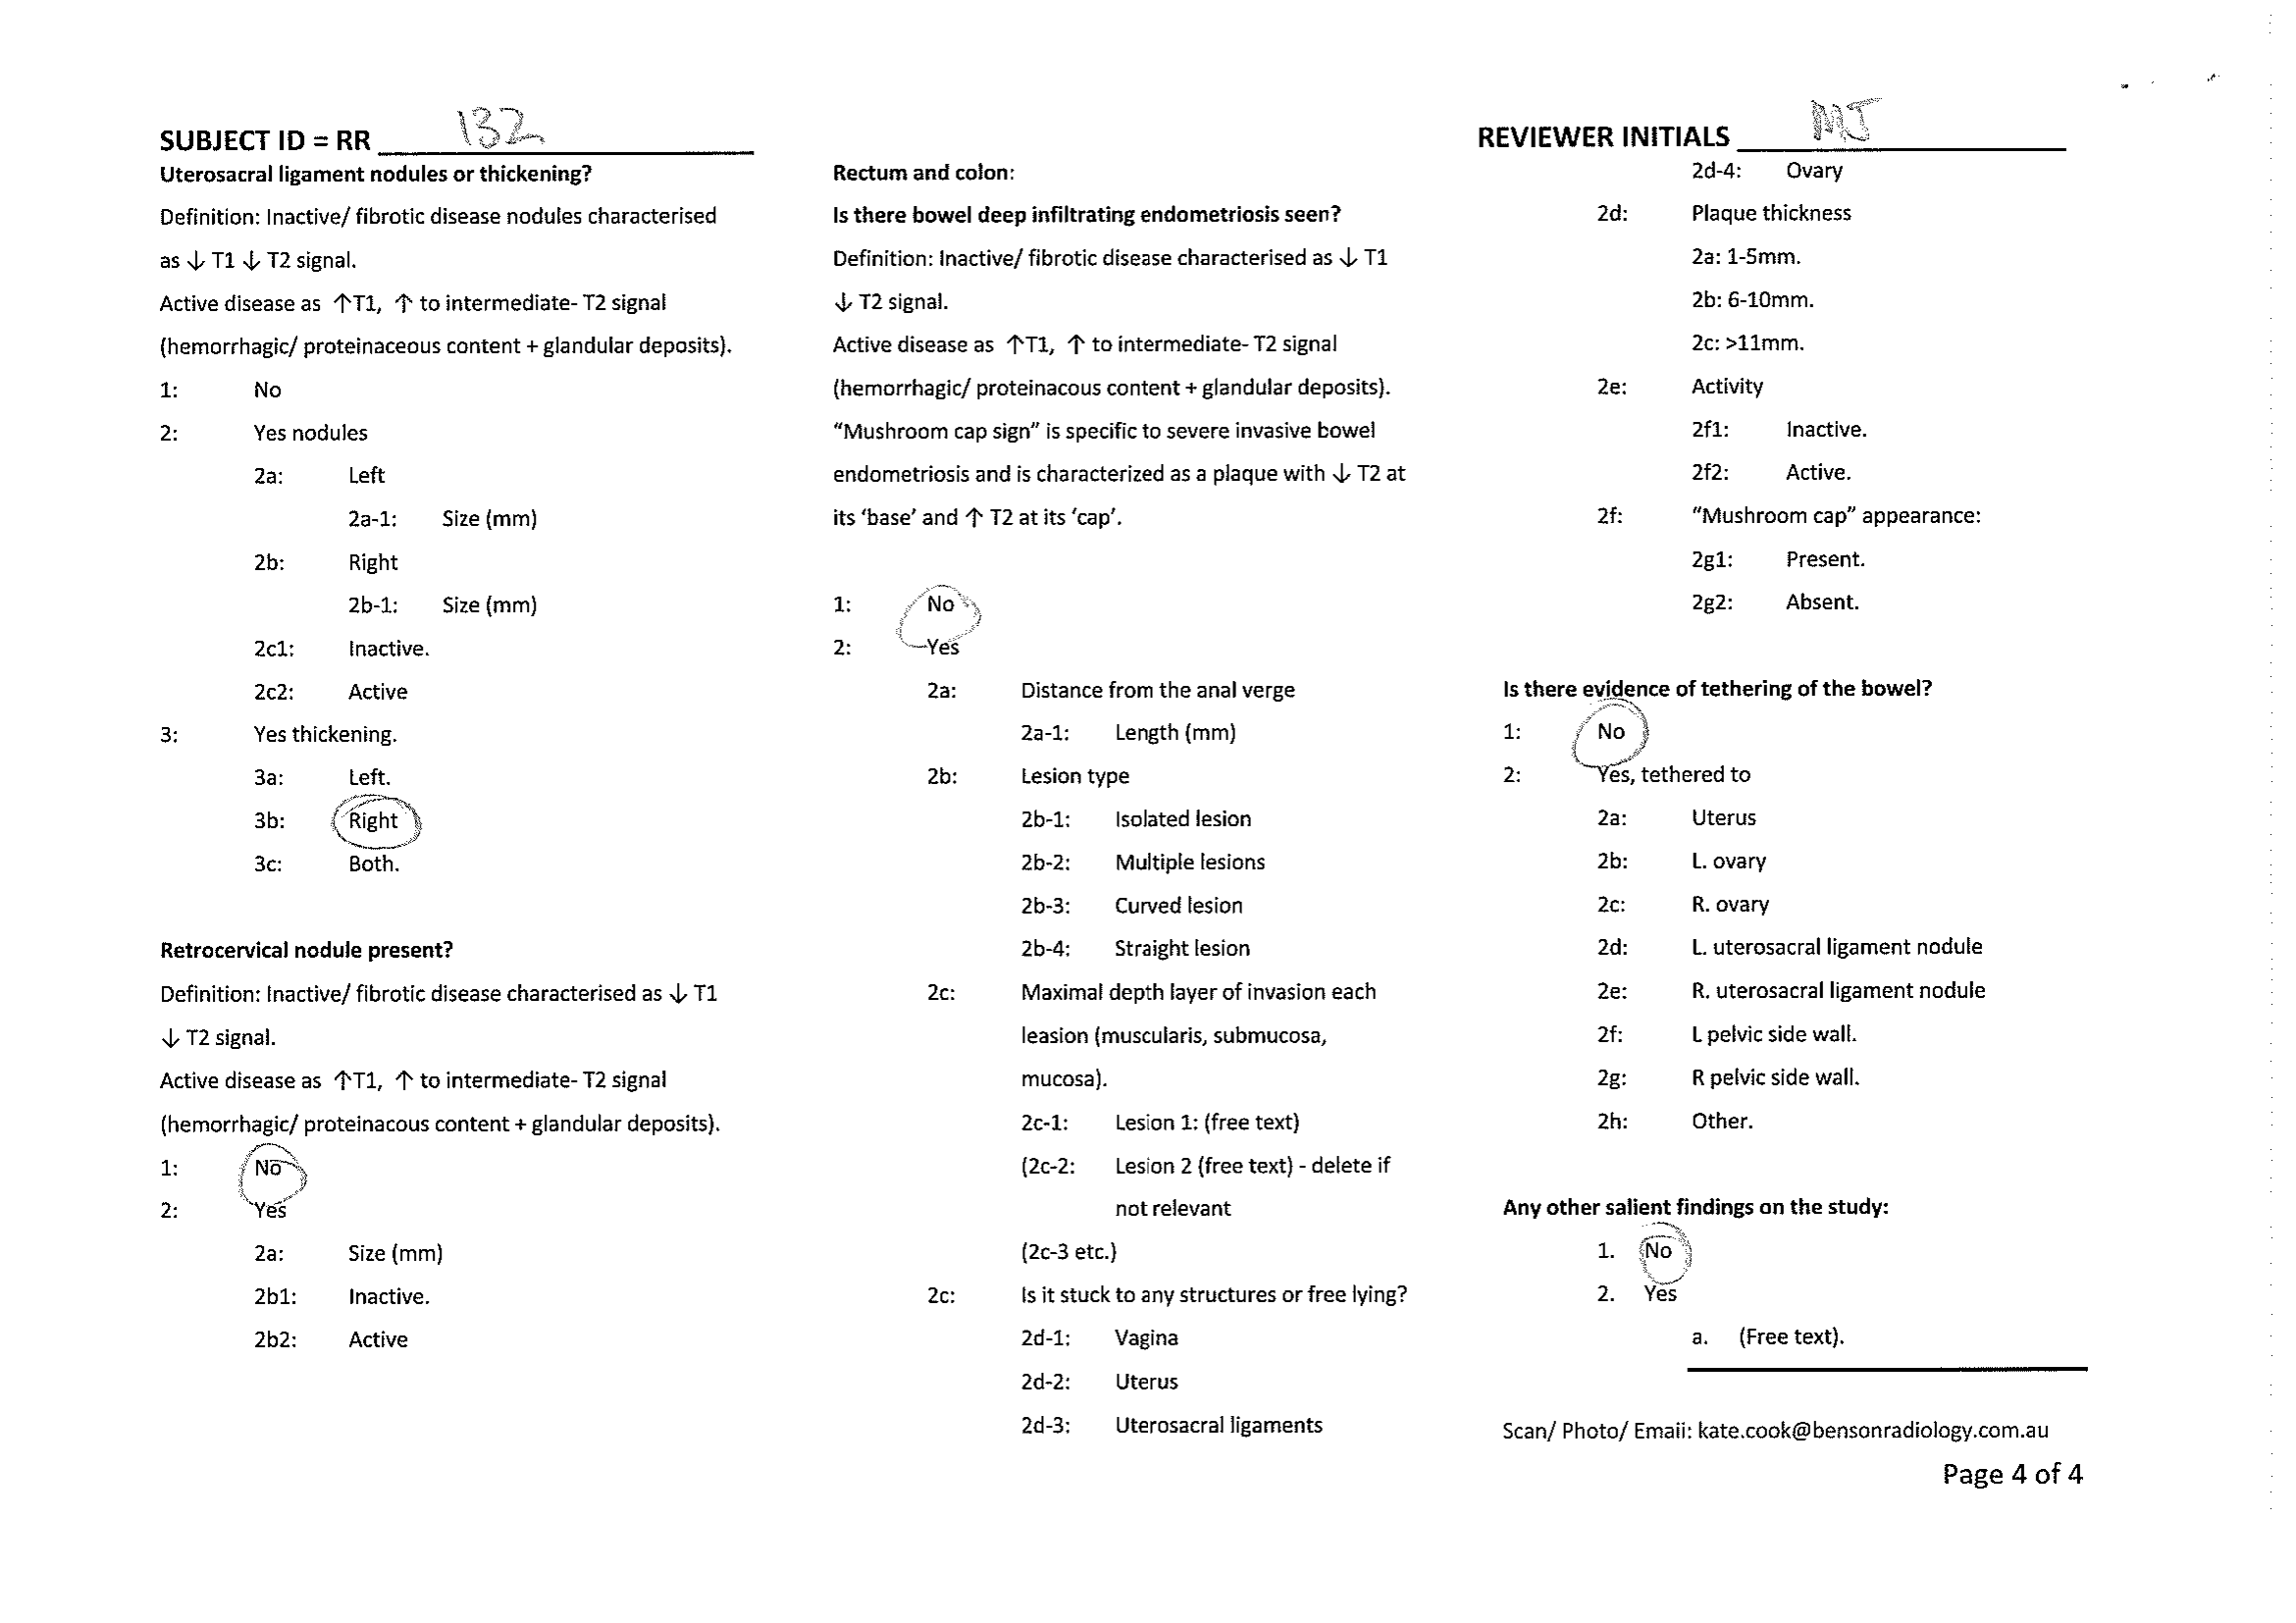 SUBJECT ID = RR 132
REVIEWER INITIALS MJ
Uterosacral ligament nodules or thickening?
Definition: Inactive/ fibrotic disease nodules characterised
as ↓ T1 ↓ T2 signal.
Active disease as ↑T1, ↑ to intermediate- T2 signal
(hemorrhagic/ proteinaceous content + glandular deposits).
1: No
2: Yes nodules
2a: Left
2a-1: Size (mm)
2b: Right
2b-1: Size (mm)
2c1: Inactive.
2c2: Active
3: Yes thickening.
3a: Left.
3b: Right
3c: Both.
Retrocervical nodule present?
Definition: Inactive/ fibrotic disease characterised as ↓ T1
↓ T2 signal.
Active disease as ↑T1, ↑ to intermediate- T2 signal
(hemorrhagic/ proteinacous content + glandular deposits).
1: No
2: Yes
2a: Size (mm)
2b1: Inactive.
2b2: Active
Rectum and colon:
Is there bowel deep infiltrating endometriosis seen?
Definition: Inactive/ fibrotic disease characterised as ↓ T1
↓ T2 signal.
Active disease as ↑T1, ↑ to intermediate- T2 signal
(hemorrhagic/ proteinacous content + glandular deposits).
“Mushroom cap sign” is specific to severe invasive bowel
endometriosis and is characterized as a plaque with ↓ T2 at
its ‘base’ and ↑ T2 at its ‘cap’.
1: No
2: Yes
2a: Distance from the anal verge
2a-1: Length (mm)
2b: Lesion type
2b-1: Isolated lesion
2b-2: Multiple lesions
2b-3: Curved lesion
2b-4: Straight lesion
2c: Maximal depth layer of invasion each
leasion (muscularis, submucosa,
mucosa).
2c-1: Lesion 1: (free text)
(2c-2: Lesion 2 (free text) - delete if
not relevant
(2c-3 etc.)
2c: Is it stuck to any structures or free lying?
2d-1: Vagina
2d-2: Uterus
2d-3: Uterosacral ligaments
2d-4: Ovary
2d: Plaque thickness
2a: 1-5mm.
2b: 6-10mm.
2c: >11mm.
2e: Activity
2f1: Inactive.
2f2: Active.
2f: “Mushroom cap” appearance:
2g1: Present.
2g2: Absent.
Is there evidence of tethering of the bowel?
1: No
2: Yes, tethered to
2a: Uterus
2b: L. ovary
2c: R. ovary
2d: L. uterosacral ligament nodule
2e: R. uterosacral ligament nodule
2f: L pelvic side wall.
2g: R pelvic side wall.
2h: Other.
Any other salient findings on the study:
1. No
2. Yes
a. (Free text).
Scan/ Photo/ Email: kate.cook@bensonradiology.com.au
Page 4 of 4